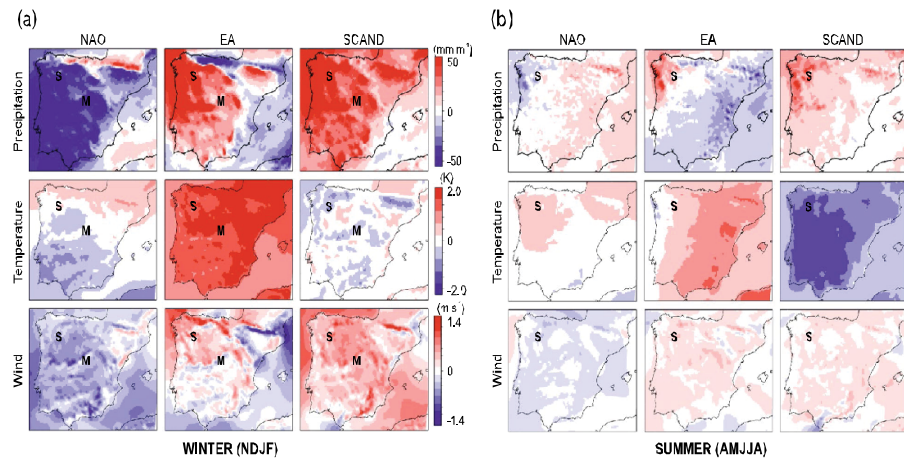 (a)
(b)
NAO EA SCAND
NAO EA SCAND
Precipitation
S
S M
S M
(mm m⁻¹)
50
0
-50
Precipitation
S
S
S
Temperature
S
S M
S M
(K)
2.0
0
-2.0
Temperature
S
S
S
Wind
S M
S M
S M
(m s⁻¹)
1.4
0
-1.4
Wind
S
S
S
WINTER (NDJF)
SUMMER (AMJJA)